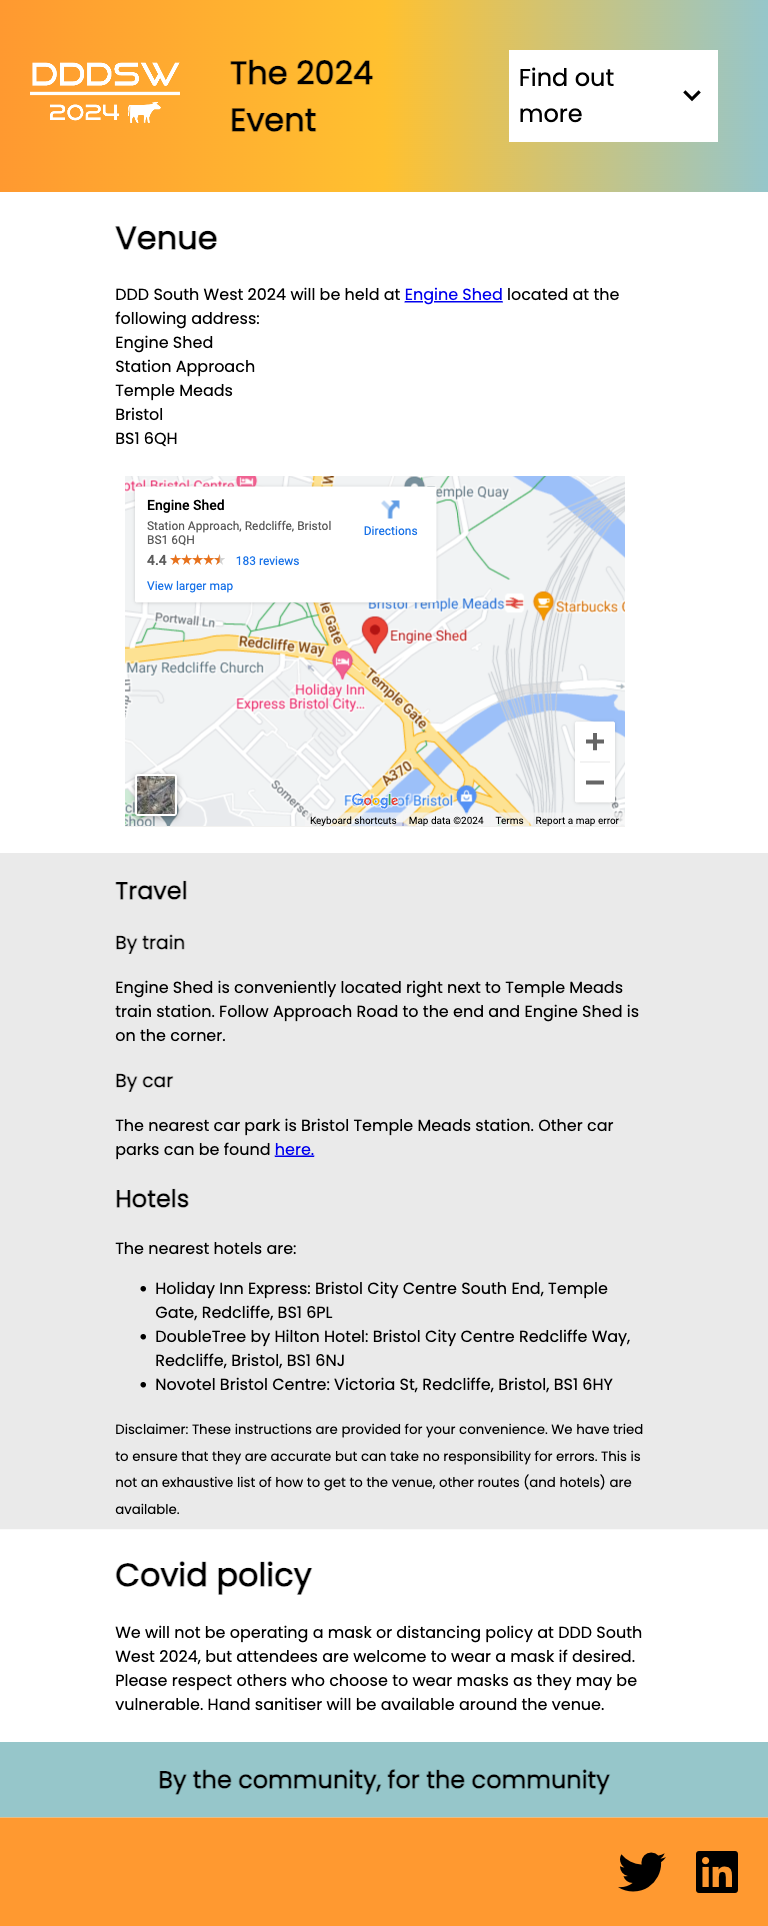 DDDSW
2024
The 2024
Event
Find out
more
Venue
DDD South West 2024 will be held at Engine Shed located at the
following address:
Engine Shed
Station Approach
Temple Meads
Bristol
BS1 6QH
otel Bristol Centre
emple Quay
Engine Shed
Station Approach, Redcliffe, Bristol
BS1 6QH
4.4
183 reviews
View larger map
Directions
Bristol Temple Meads
Starbucks
Portwall Ln
le Gate
Engine Shed
Redcliffe Way
Mary Redcliffe Church
Holiday Inn
Express Bristol City...
Temple Gate
A370
Somers
Google
of Bristol
chool
Keyboard shortcuts
Map data ©2024
Terms
Report a map error
Travel
By train
Engine Shed is conveniently located right next to Temple Meads
train station. Follow Approach Road to the end and Engine Shed is
on the corner.
By car
The nearest car park is Bristol Temple Meads station. Other car
parks can be found here.
Hotels
The nearest hotels are:
• Holiday Inn Express: Bristol City Centre South End, Temple
Gate, Redcliffe, BS1 6PL
• DoubleTree by Hilton Hotel: Bristol City Centre Redcliffe Way,
Redcliffe, Bristol, BS1 6NJ
• Novotel Bristol Centre: Victoria St, Redcliffe, Bristol, BS1 6HY
Disclaimer: These instructions are provided for your convenience. We have tried
to ensure that they are accurate but can take no responsibility for errors. This is
not an exhaustive list of how to get to the venue, other routes (and hotels) are
available.
Covid policy
We will not be operating a mask or distancing policy at DDD South
West 2024, but attendees are welcome to wear a mask if desired.
Please respect others who choose to wear masks as they may be
vulnerable. Hand sanitiser will be available around the venue.
By the community, for the community
in